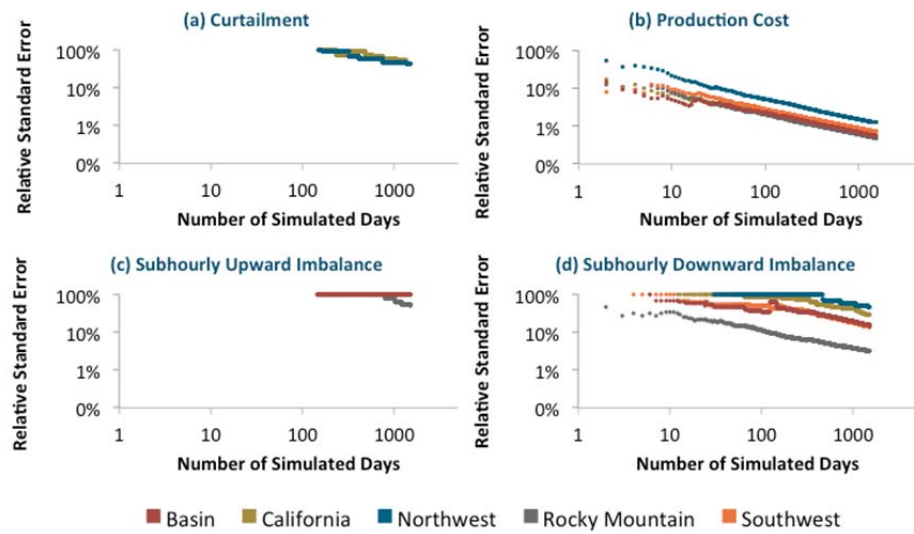 (a) Curtailment
Relative Standard Error
100%
10%
1%
0%
1 10 100 1000
Number of Simulated Days
(b) Production Cost
Relative Standard Error
100%
10%
1%
0%
1 10 100 1000
Number of Simulated Days
(c) Subhourly Upward Imbalance
Relative Standard Error
100%
10%
1%
0%
1 10 100 1000
Number of Simulated Days
(d) Subhourly Downward Imbalance
Relative Standard Error
100%
10%
1%
0%
1 10 100 1000
Number of Simulated Days
Basin California Northwest Rocky Mountain Southwest